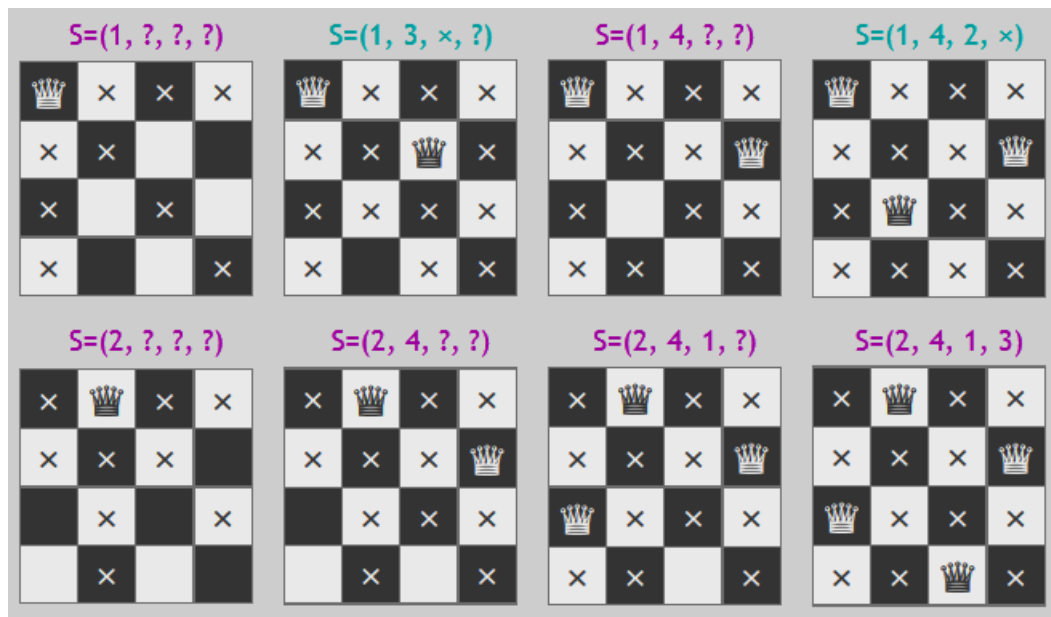 S=(1, ?, ?, ?)
S=(1, 3, ×, ?)
S=(1, 4, ?, ?)
S=(1, 4, 2, ×)
S=(2, ?, ?, ?)
S=(2, 4, ?, ?)
S=(2, 4, 1, ?)
S=(2, 4, 1, 3)